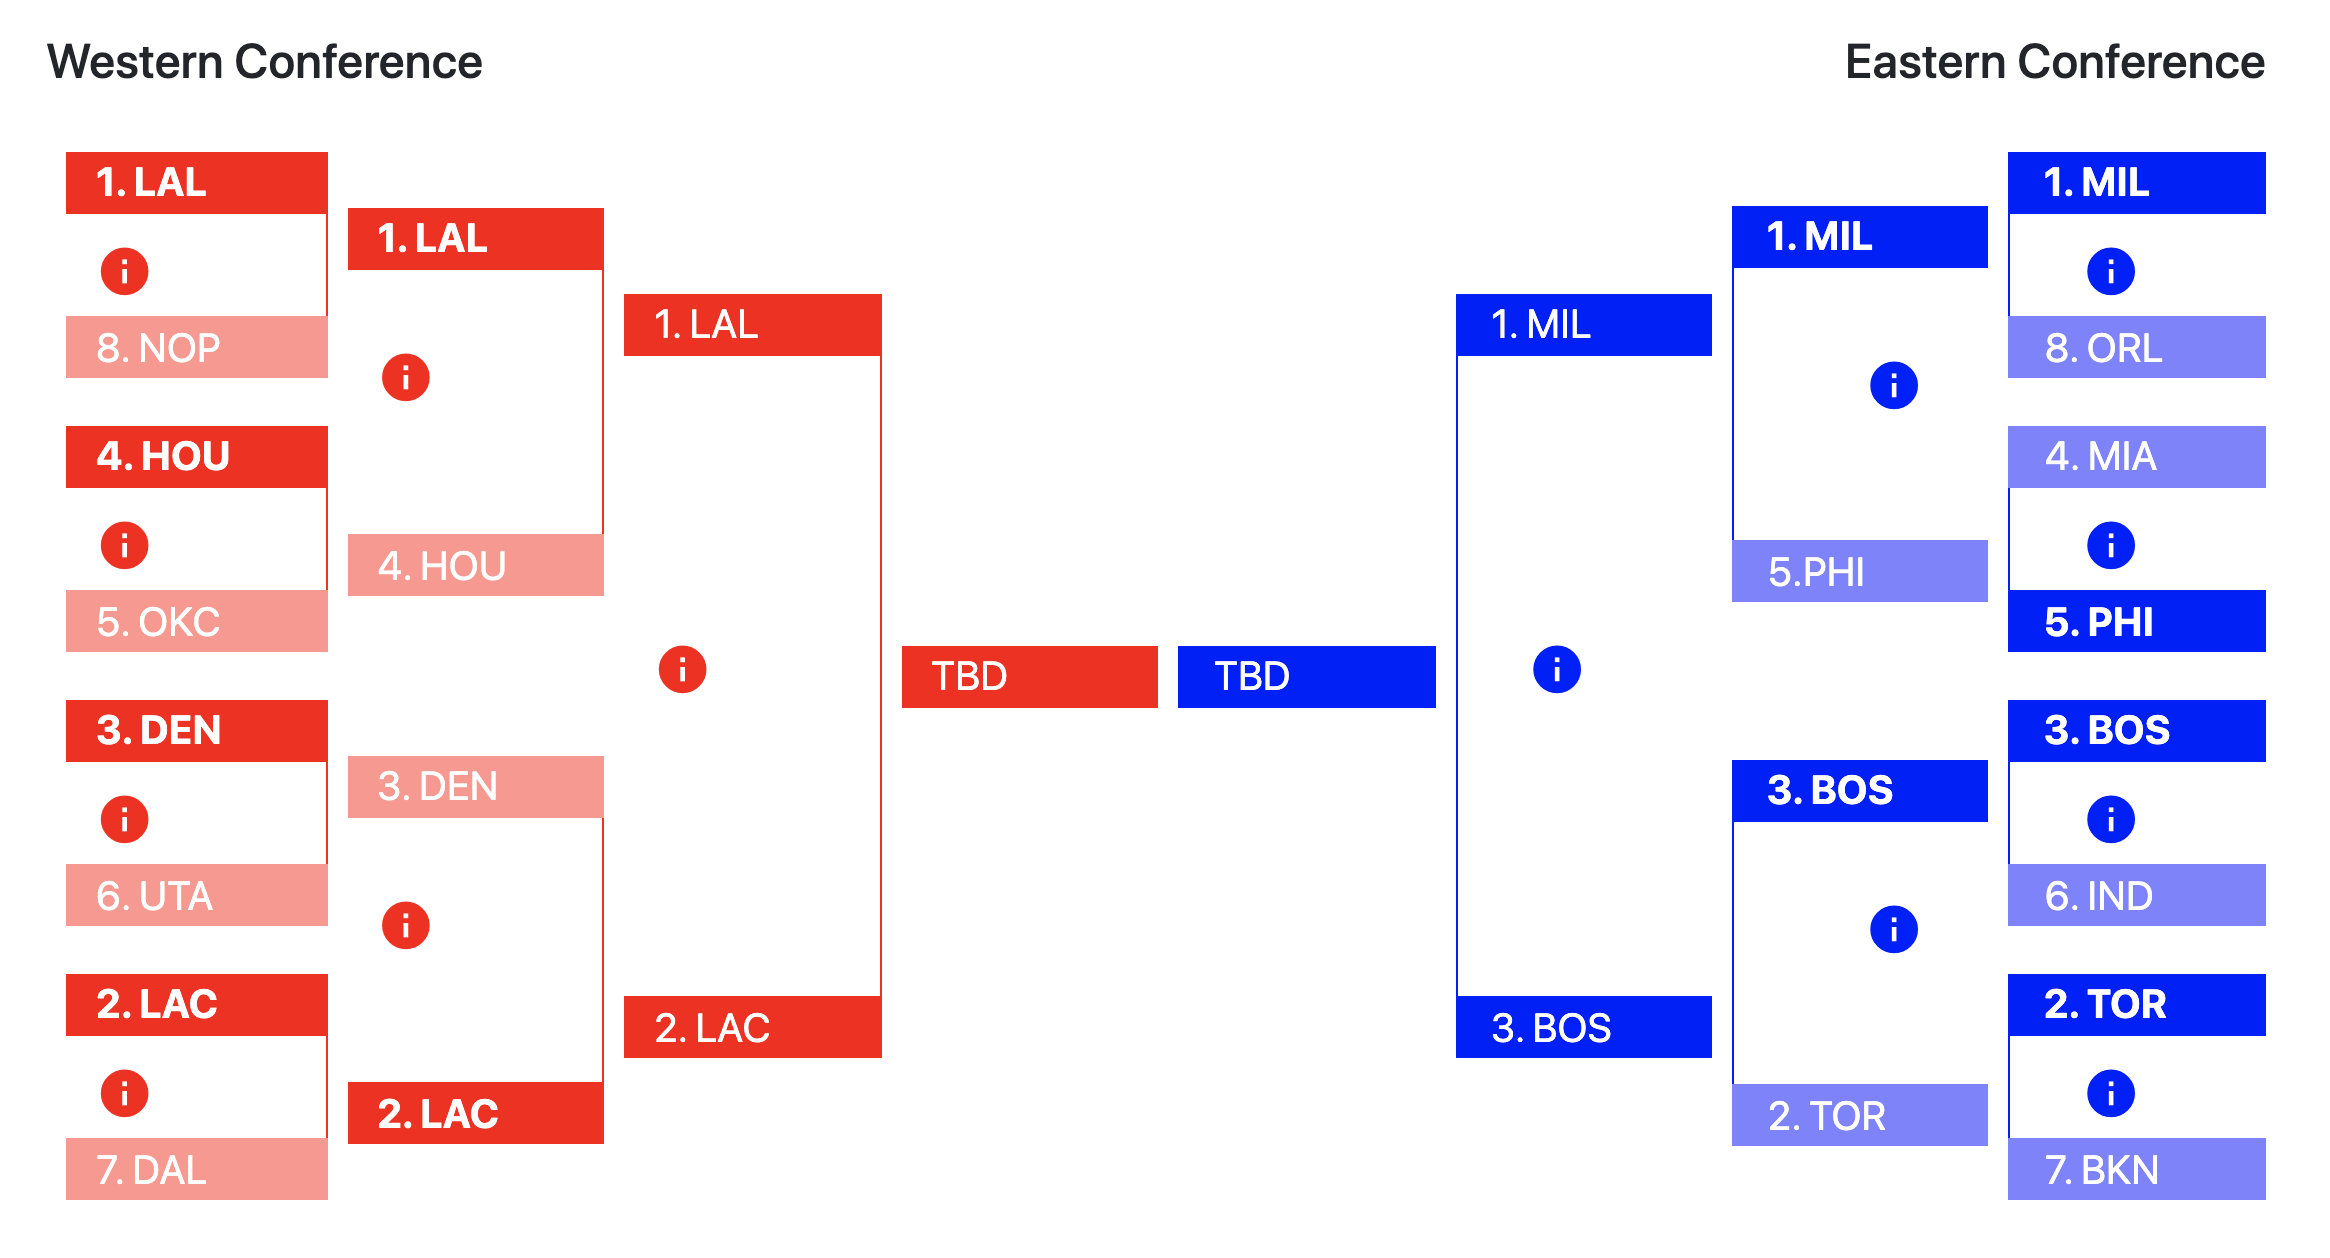 Western Conference
Eastern Conference
1. LAL
8. NOP
4. HOU
5. OKC
3. DEN
6. UTA
2. LAC
7. DAL
1. LAL
4. HOU
3. DEN
2. LAC
1. LAL
2. LAC
TBD
TBD
1. MIL
3. BOS
1. MIL
5.PHI
3. BOS
2. TOR
1. MIL
8. ORL
4. MIA
5. PHI
3. BOS
6. IND
2. TOR
7. BKN